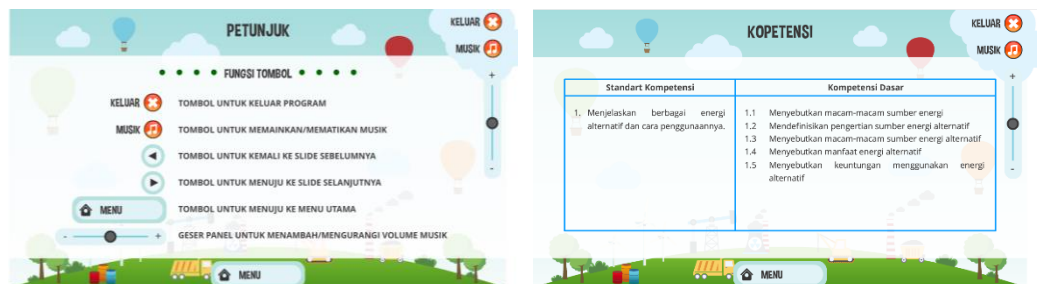 PETUNJUK
KELUAR
MUSIK
FUNGSI TOMBOL
KELUAR TOMBOL UNTUK KELUAR PROGRAM
MUSIK TOMBOL UNTUK MEMAINKAN/MEMATIKAN MUSIK
TOMBOL UNTUK KEMALI KE SLIDE SEBELUMNYA
TOMBOL UNTUK MENUJU KE SLIDE SELANJUTNYA
MENU TOMBOL UNTUK MENUJU KE MENU UTAMA
- + GESER PANEL UNTUK MENAMBAH/MENGURANGI VOLUME MUSIK
+
-
MENU
KOPETENSI
KELUAR
MUSIK
Standart Kompetensi
1. Menjelaskan berbagai energi
alternatif dan cara penggunaannya.
Kompetensi Dasar
1.1 Menyebutkan macam-macam sumber energi
1.2 Mendefinisikan pengertian sumber energi alternatif
1.3 Menyebutkan macam-macam sumber energi alternatif
1.4 Menyebutkan manfaat energi alternatif
1.5 Menyebutkan keuntungan menggunakan energi
alternatif
+
-
MENU